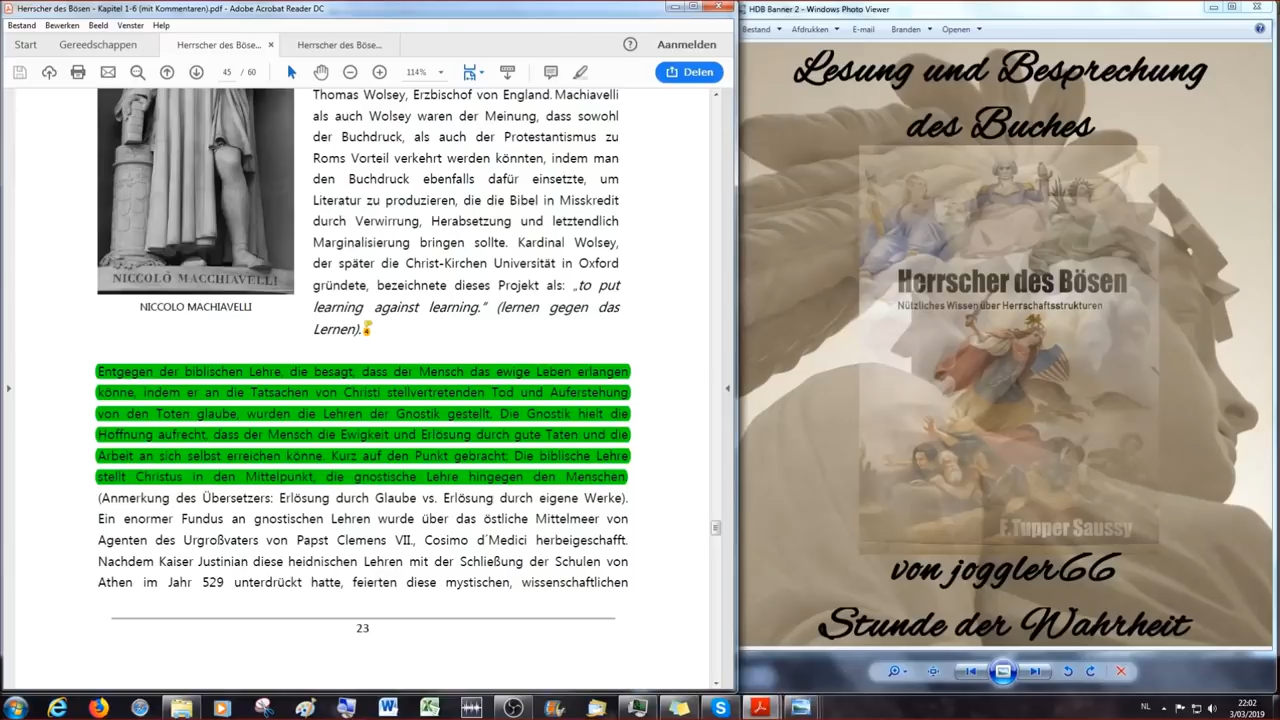 Herrscher des Bösen - Kapitel 1-6 (mit Kommentaren).pdf - Adobe Acrobat Reader DC
Bestand Bewerken Beeld Venster Help
Start Gereedschappen Herrscher des Böse... × Herrscher des Böse... Aanmelden
45 / 60 114% Delen
Thomas Wolsey, Erzbischof von England. Machiavelli
als auch Wolsey waren der Meinung, dass sowohl
der Buchdruck, als auch der Protestantismus zu
Roms Vorteil verkehrt werden könnten, indem man
den Buchdruck ebenfalls dafür einsetzte, um
Literatur zu produzieren, die die Bibel in Misskredit
durch Verwirrung, Herabsetzung und letztendlich
Marginalisierung bringen sollte. Kardinal Wolsey,
der später die Christ-Kirchen Universität in Oxford
gründete, bezeichnete dieses Projekt als: „to put
learning against learning.“ (lernen gegen das
Lernen).4
NICCOLÒ MACCHIAVELLI
NICCOLO MACHIAVELLI
Entgegen der biblischen Lehre, die besagt, dass der Mensch das ewige Leben erlangen
könne, indem er an die Tatsachen von Christi stellvertretenden Tod und Auferstehung
von den Toten glaube, wurden die Lehren der Gnostik gestellt. Die Gnostik hielt die
Hoffnung aufrecht, dass der Mensch die Ewigkeit und Erlösung durch gute Taten und die
Arbeit an sich selbst erreichen könne. Kurz auf den Punkt gebracht: Die biblische Lehre
stellt Christus in den Mittelpunkt, die gnostische Lehre hingegen den Menschen.
(Anmerkung des Übersetzers: Erlösung durch Glaube vs. Erlösung durch eigene Werke).
Ein enormer Fundus an gnostischen Lehren wurde über das östliche Mittelmeer von
Agenten des Urgroßvaters von Papst Clemens VII., Cosimo d´Medici herbeigeschafft.
Nachdem Kaiser Justinian diese heidnischen Lehren mit der Schließung der Schulen von
Athen im Jahr 529 unterdrückt hatte, feierten diese mystischen, wissenschaftlichen
23
HDB Banner 2 - Windows Photo Viewer
Bestand Afdrukken E-mail Branden Openen
Lesung und Besprechung
des Buches
Herrscher des Bösen
Nützliches Wissen über Herrschaftsstrukturen
F.Tupper Saussy
von joggler66
Stunde der Wahrheit
NL 22:02
3/03/2019